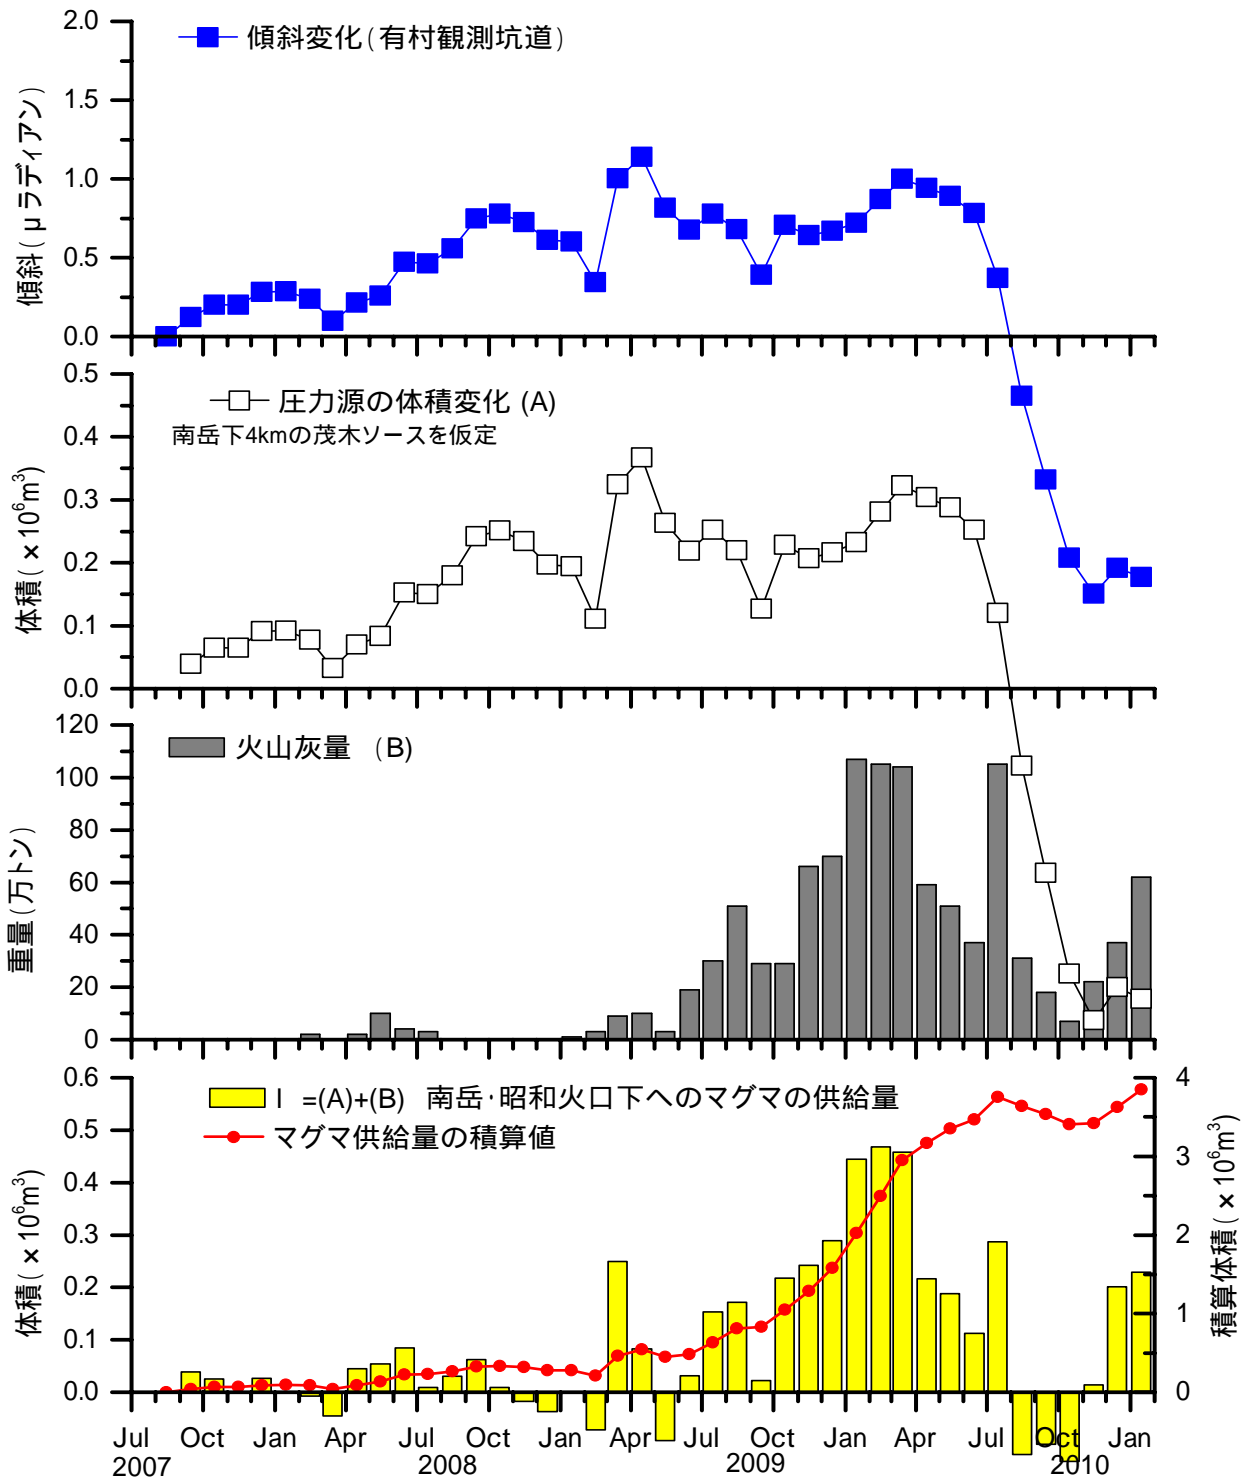 2.0
傾斜変化(有村観測坑道)
1.5
1.0
0.5
0.0
傾斜(μラディアン)
0.5
圧力源の体積変化 (A)
南岳下4kmの茂木ソースを仮定
0.4
0.3
0.2
0.1
0.0
体積(×10⁶m³)
120
火山灰量 (B)
100
80
60
40
20
0
重量(万トン)
0.6
I =(A)+(B) 南岳・昭和火口下へのマグマの供給量
マグマ供給量の積算値
0.5
0.4
0.3
0.2
0.1
0.0
体積(×10⁶m³)
4
3
2
1
0
積算体積(×10⁶m³)
Jul Oct Jan Apr Jul Oct Jan Apr Jul Oct Jan Apr Jul Oct Jan
2007 2008 2009 2010